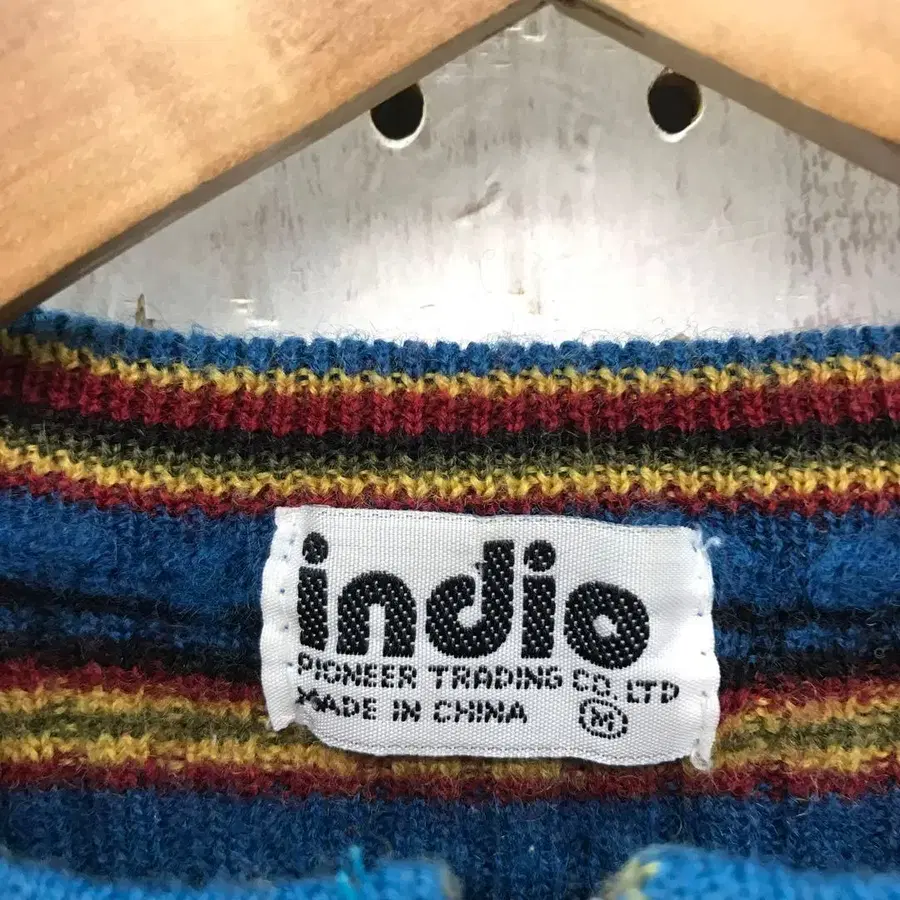 indio
PIONEER TRADING CO. LTD
MADE IN CHINA M